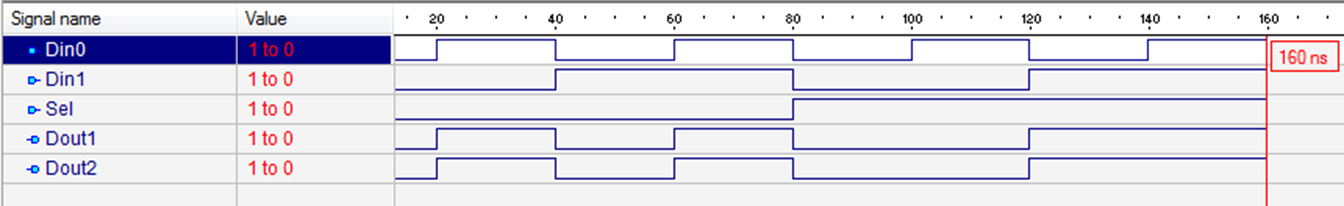 Signal name Value 20 40 60 80 100 120 140 160
Din0 1 to 0
160 ns
Din1 1 to 0
Sel 1 to 0
Dout1 1 to 0
Dout2 1 to 0